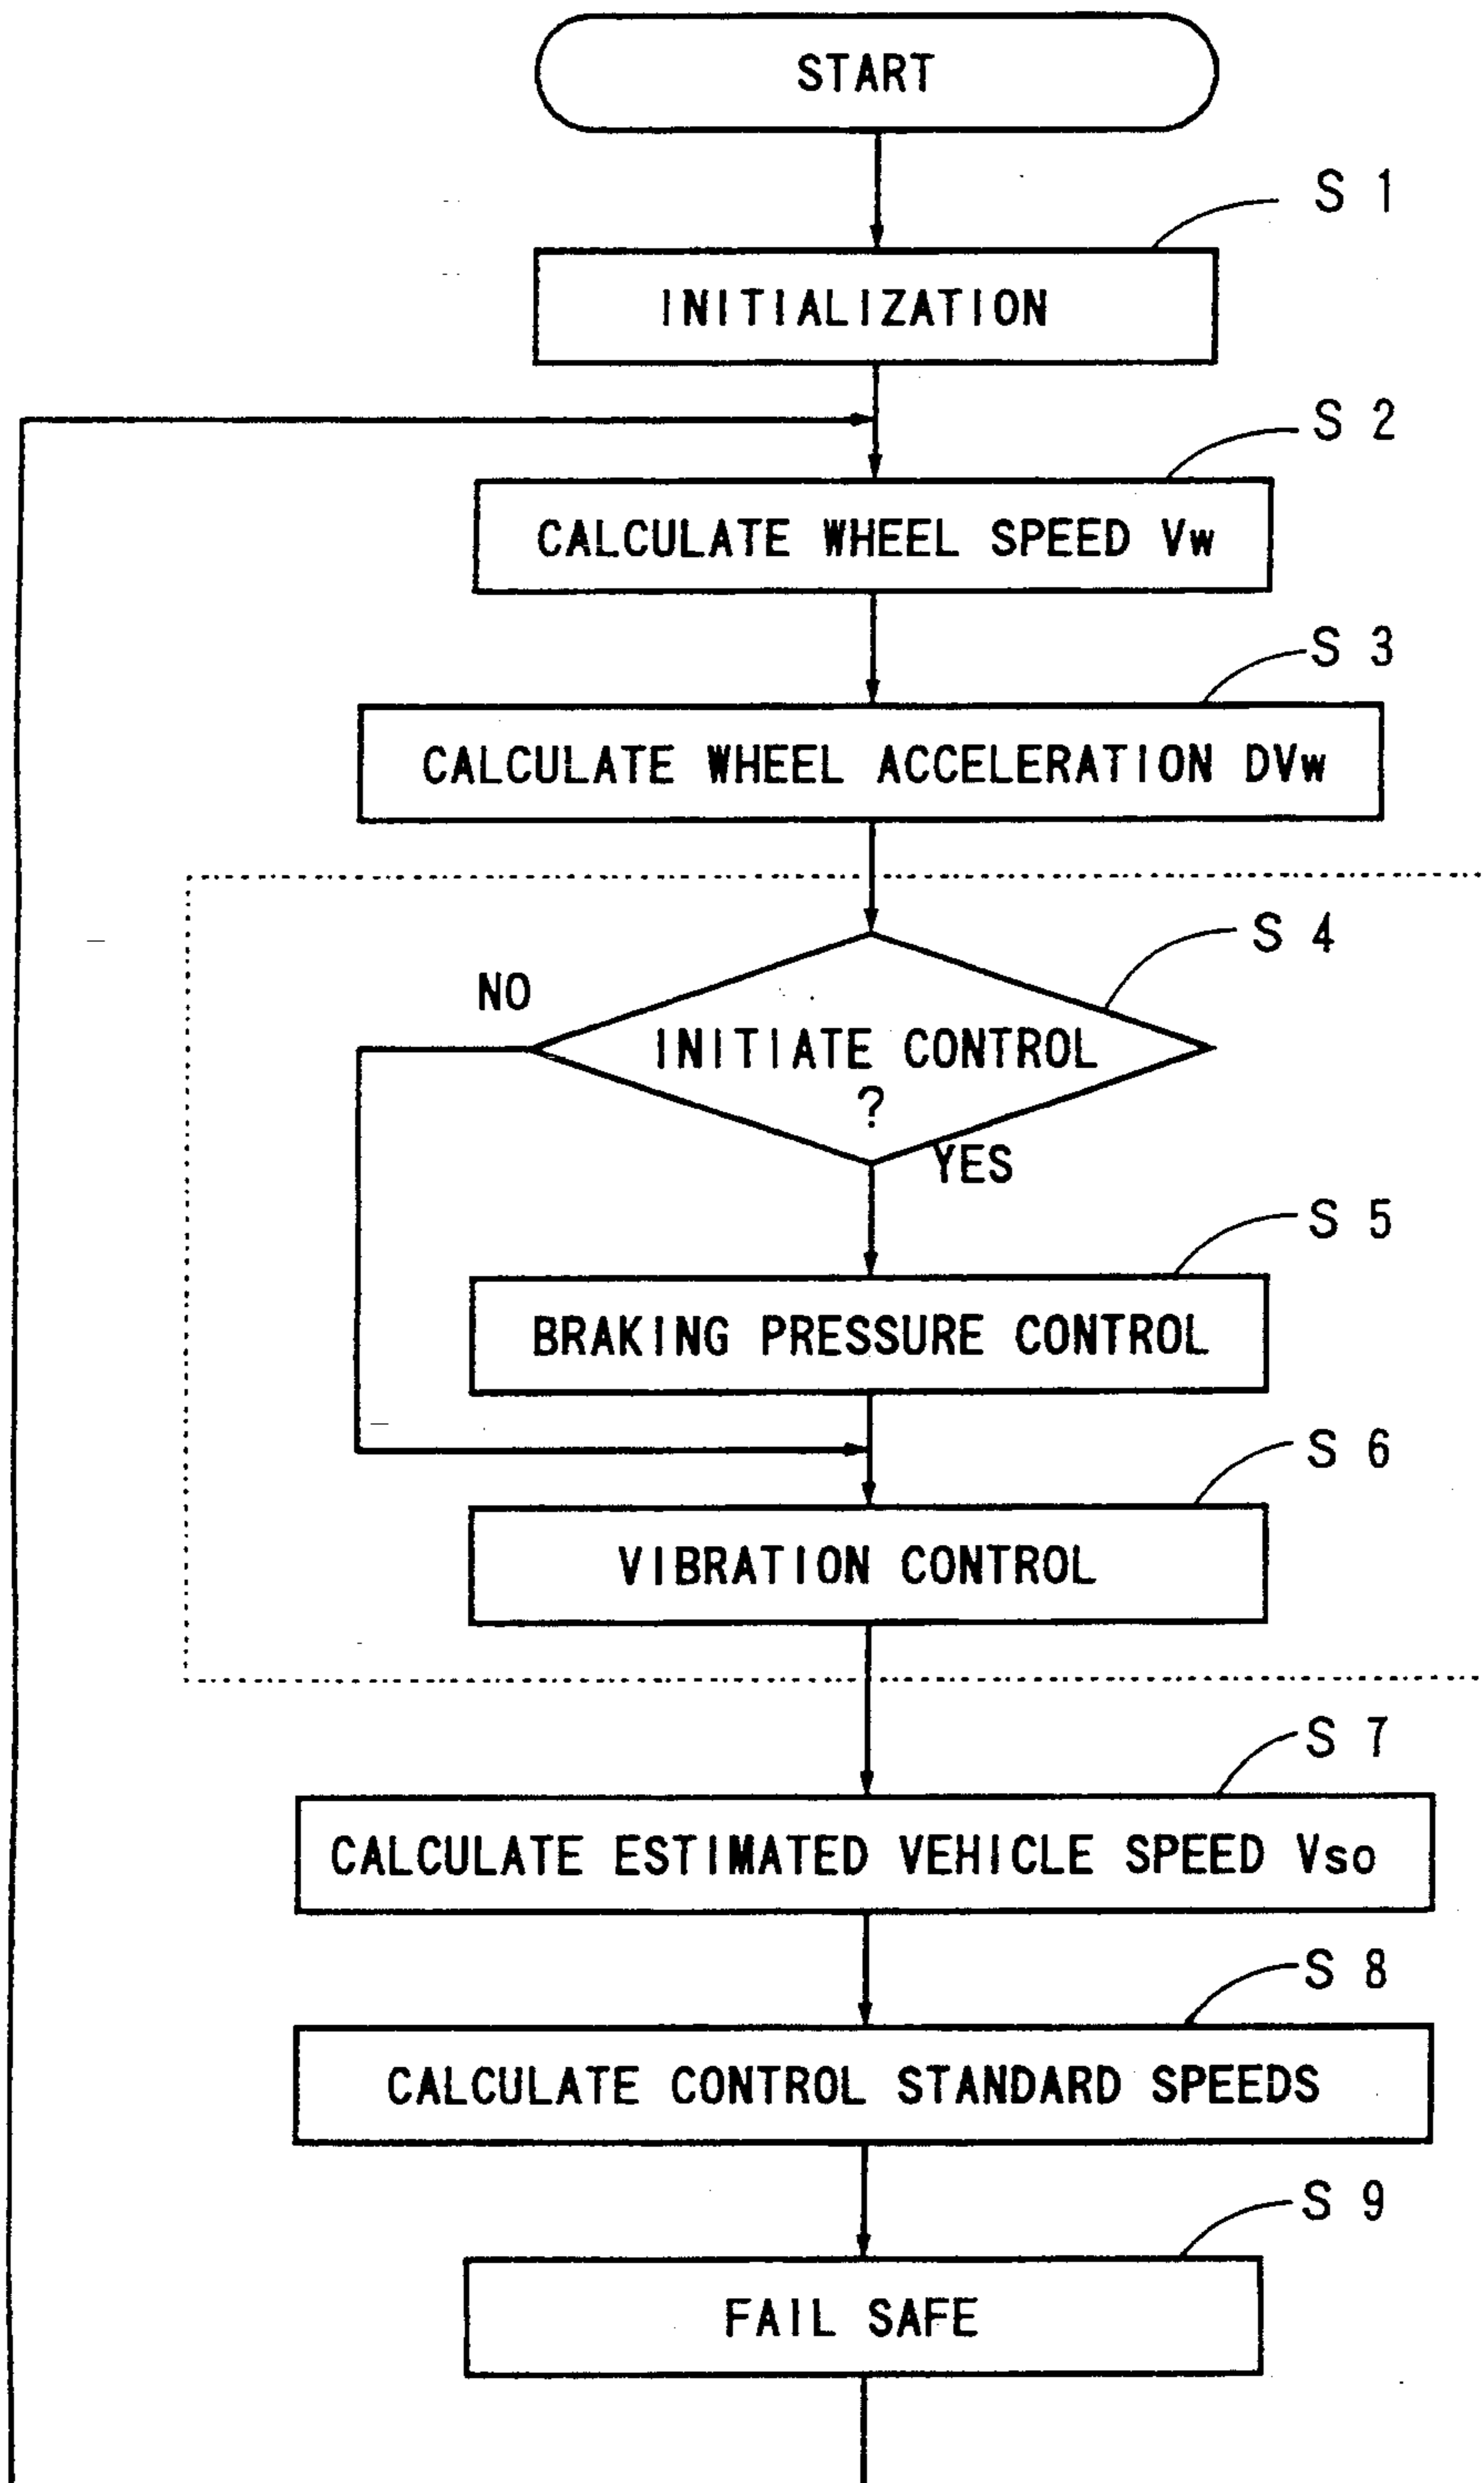 START
S 1
INITIALIZATION
S 2
CALCULATE WHEEL SPEED Vw
S 3
CALCULATE WHEEL ACCELERATION DVw
S 4
NO
INITIATE CONTROL
?
YES
S 5
BRAKING PRESSURE CONTROL
S 6
VIBRATION CONTROL
S 7
CALCULATE ESTIMATED VEHICLE SPEED Vso
S 8
CALCULATE CONTROL STANDARD SPEEDS
S 9
FAIL SAFE